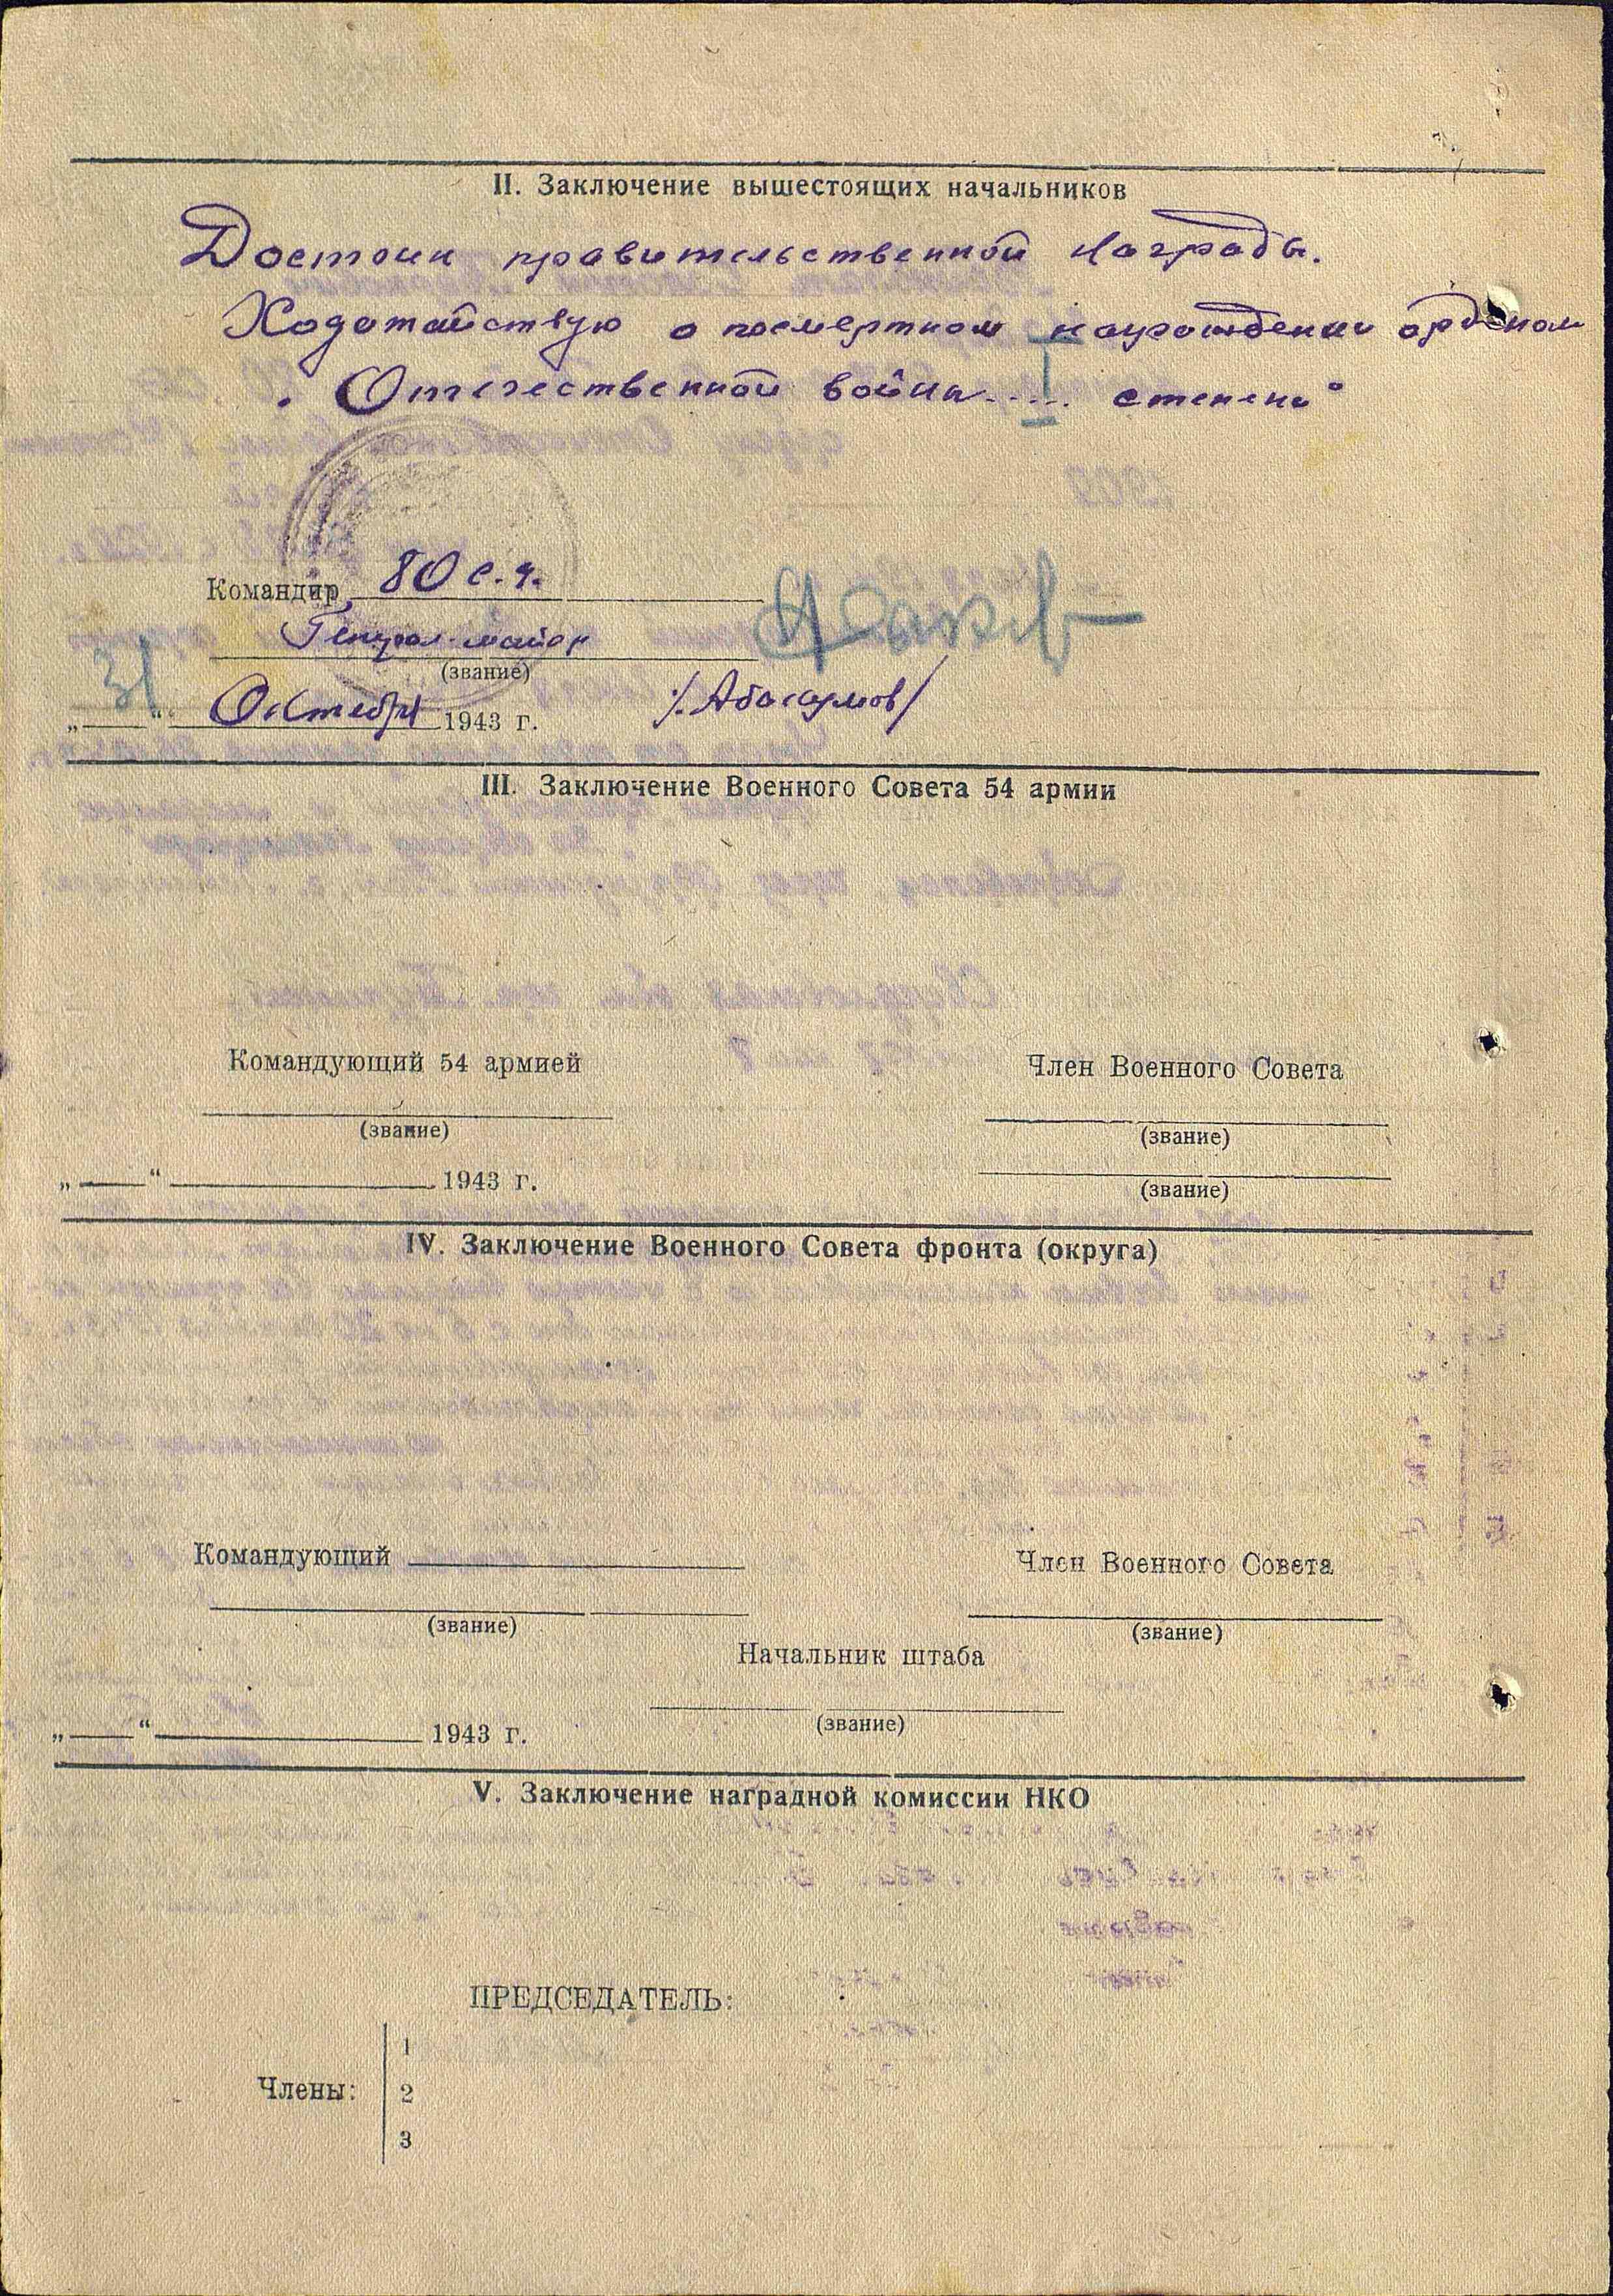 II. Заключение вышестоящих начальников
Достоин правительственной награды.
Ходатайствую о посмертном награждении орденом
„Отечественной войны..I.. степени“
Командир 80 с.д.
Генерал-майор
(звание)
„31“ Октября 1943 г. /Абакумов/
III. Заключение Военного Совета 54 армии
Командующий 54 армией Член Военного Совета
(звание) (звание)
„ “ 1943 г. (звание)
IV. Заключение Военного Совета фронта (округа)
Командующий Член Военного Совета
(звание) (звание)
Начальник штаба
(звание)
„ “ 1943 г.
V. Заключение наградной комиссии НКО
ПРЕДСЕДАТЕЛЬ:
1
Члены: 2
3